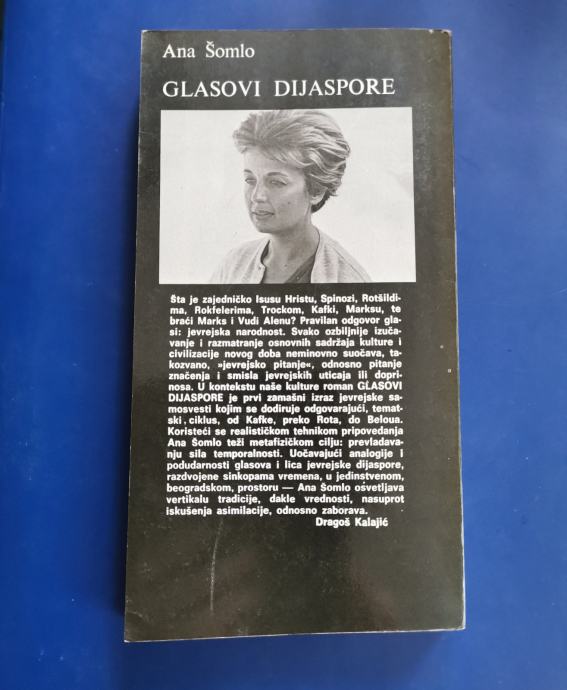 Ana Šomlo
GLASOVI DIJASPORE
Šta je zajedničko Isusu Hristu, Spinozi, Rotšildi-
ma, Rokfelerima, Trockom, Kafki, Marksu, te
braći Marks i Vudi Alenu? Pravilan odgovor gla-
si: jevrejska narodnost. Svako ozbiljnije izuča-
vanje i razmatranje osnovnih sadržaja kulture i
civilizacije novog doba neminovno suočava, ta-
kozvano, »jevrejsko pitanje«, odnosno pitanje
značenja i smisla jevrejskih uticaja ili dopri-
nosa. U kontekstu naše kulture roman GLASOVI
DIJASPORE je prvi zamašni izraz jevrejske sa-
mosvesti kojim se dodiruje odgovarajući, temat-
ski ciklus, od Kafke, preko Rota, do Beloua.
Koristeći se realističkom tehnikom pripovedanja
Ana Šomlo teži metafizičkom cilju: prevladava-
nju sila temporalnosti. Uočavajući analogije i
podudarnosti glasova i lica jevrejske dijaspore,
razdvojene sinkopama vremena, u jedinstvenom,
beogradskom, prostoru — Ana Šomlo osvetljava
vertikalu tradicije, dakle vrednosti, nasuprot
iskušenja asimilacije, odnosno zaborava.
Dragoš Kalajić